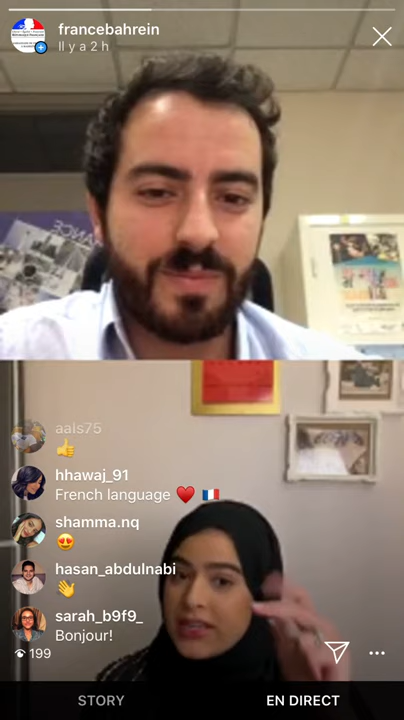 francebahrein
Il y a 2 h
aals75
👍
hhawaj_91
French language ♥️ 🇫🇷
shamma.nq
😍
hasan_abdulnabi
👋
sarah_b9f9_
Bonjour!
199
STORY
EN DIRECT